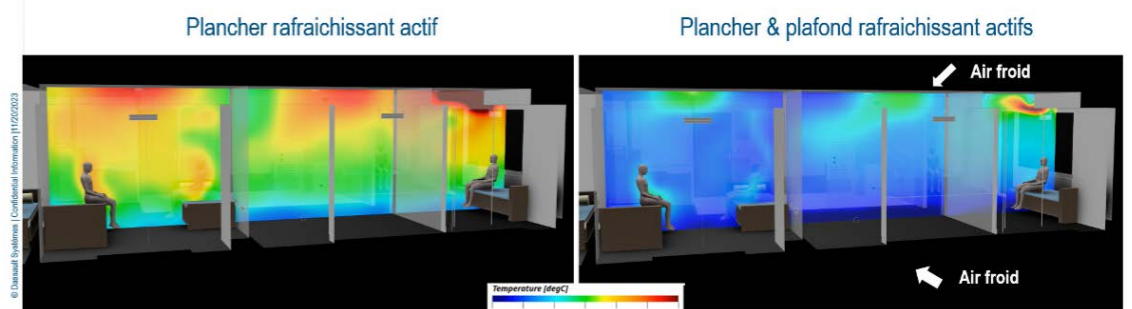 Plancher rafraichissant actif
Plancher & plafond rafraichissant actifs
Air froid
Air froid
Temperature [degC]
© Dassault Systèmes | Confidential Information |11/2023